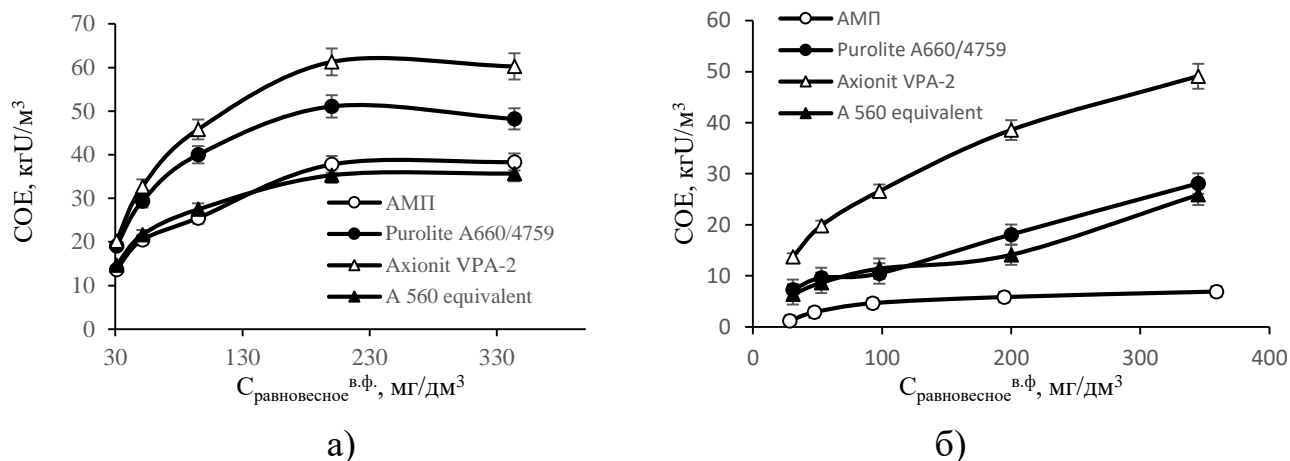 70
60
50
40
30
20
10
0
СОЕ, кгU/м³
АМП
Purolite A660/4759
Axionit VPA-2
A 560 equivalent
30 130 230 330
Cравновесноеᵛ·ᶲ·, мг/дм³
а)
60
50
40
30
20
10
0
СОЕ, кгU/м³
АМП
Purolite A660/4759
Axionit VPA-2
A 560 equivalent
0 100 200 300 400
Cравновесное в.ф, мг/дм³
б)